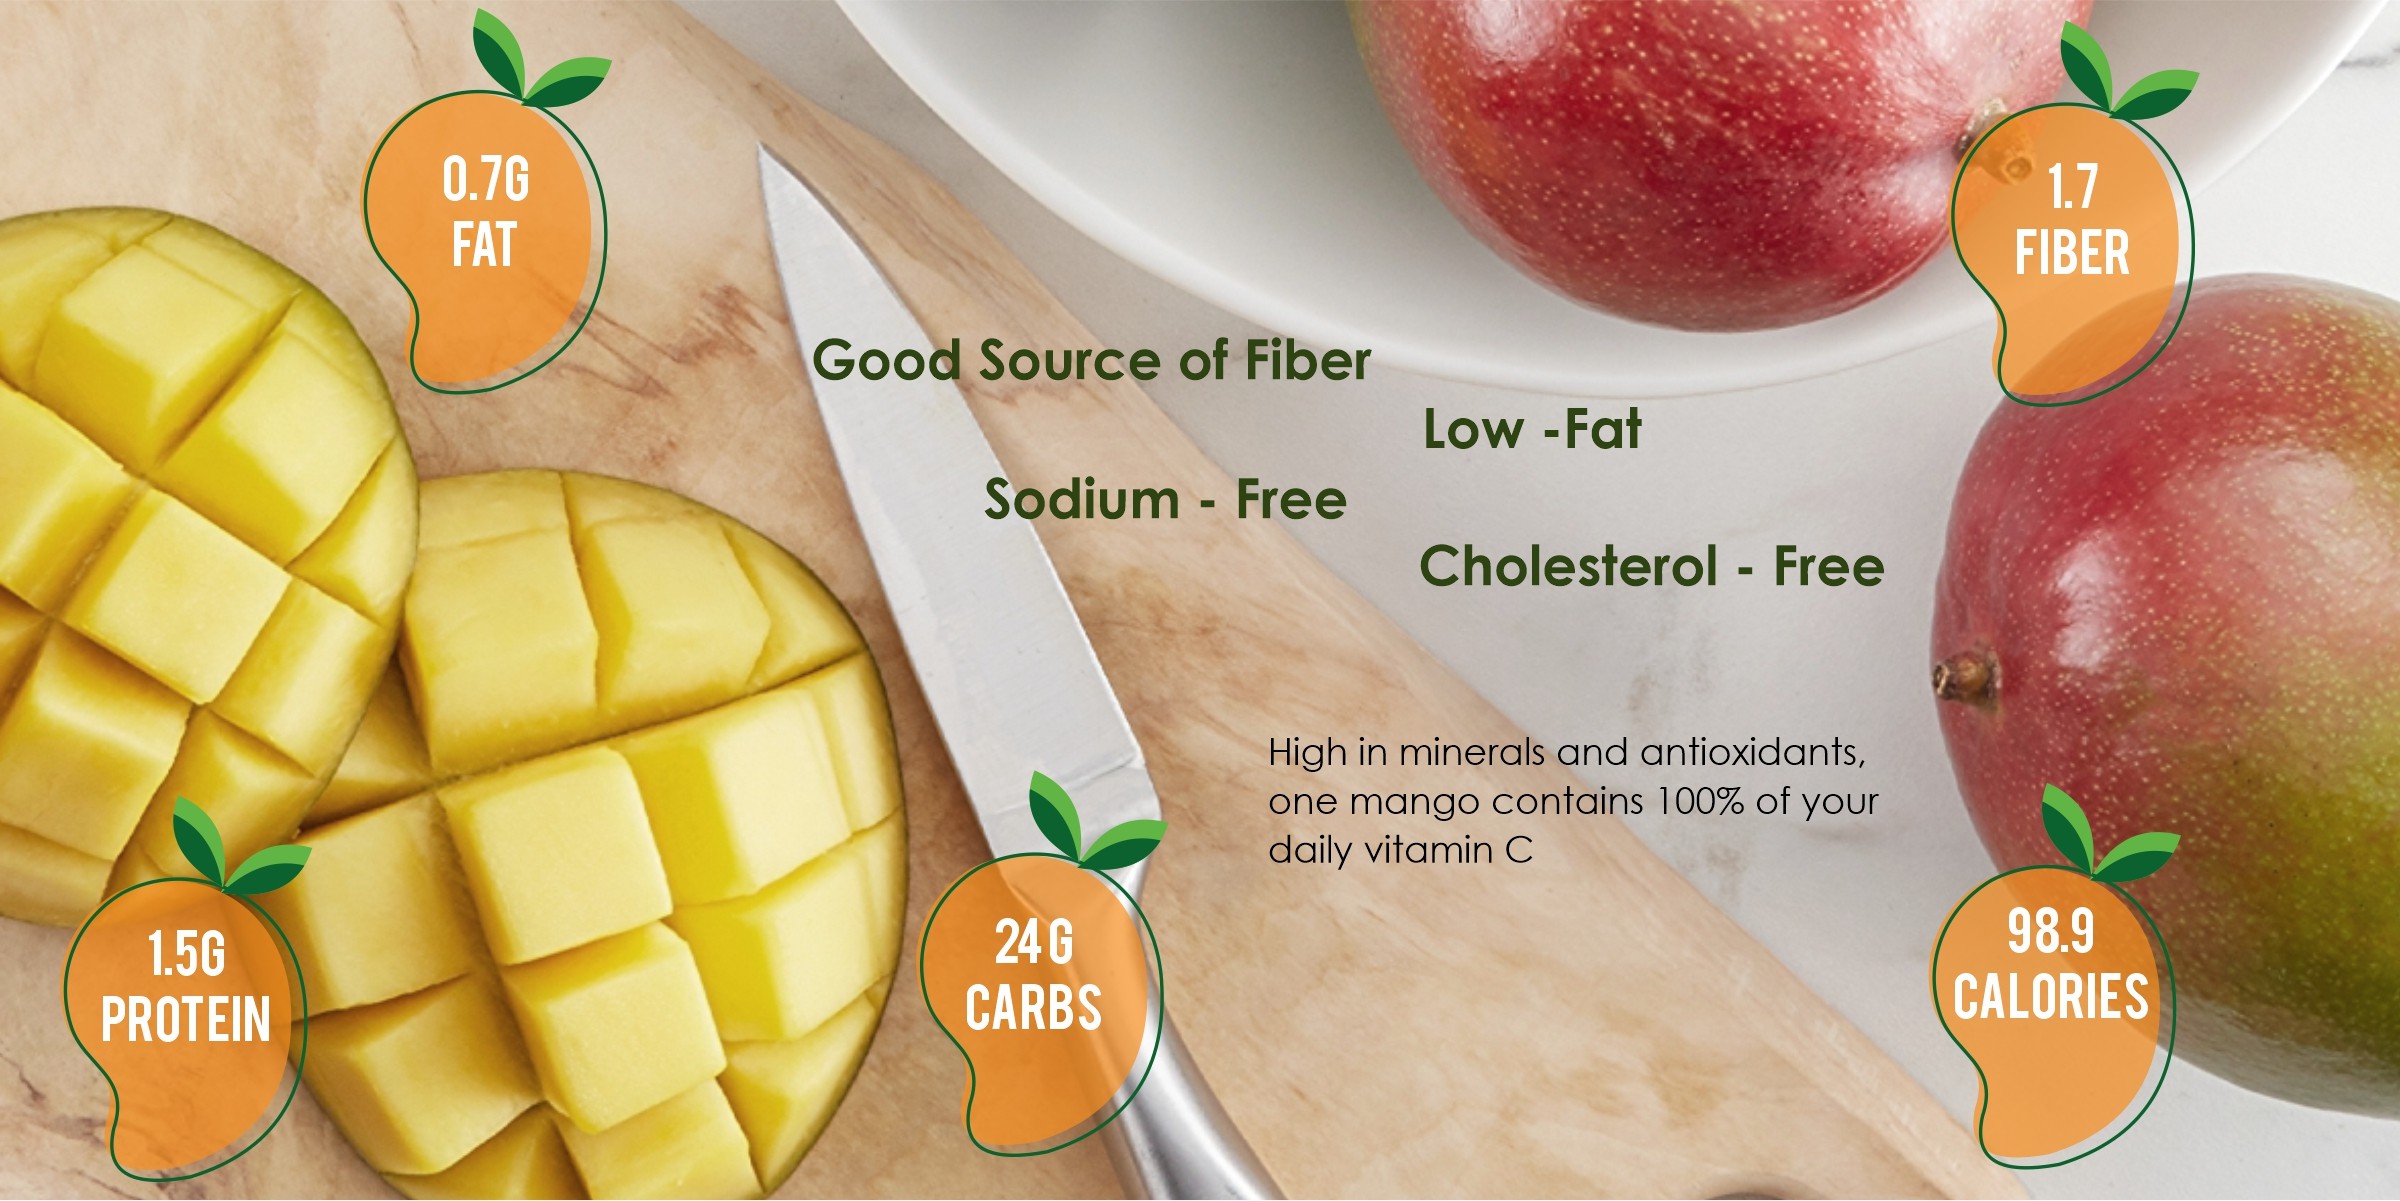 0.7G
FAT
1.7
FIBER
Good Source of Fiber
Low -Fat
Sodium - Free
Cholesterol - Free
High in minerals and antioxidants,
one mango contains 100% of your
daily vitamin C
1.5G
PROTEIN
24G
CARBS
98.9
CALORIES